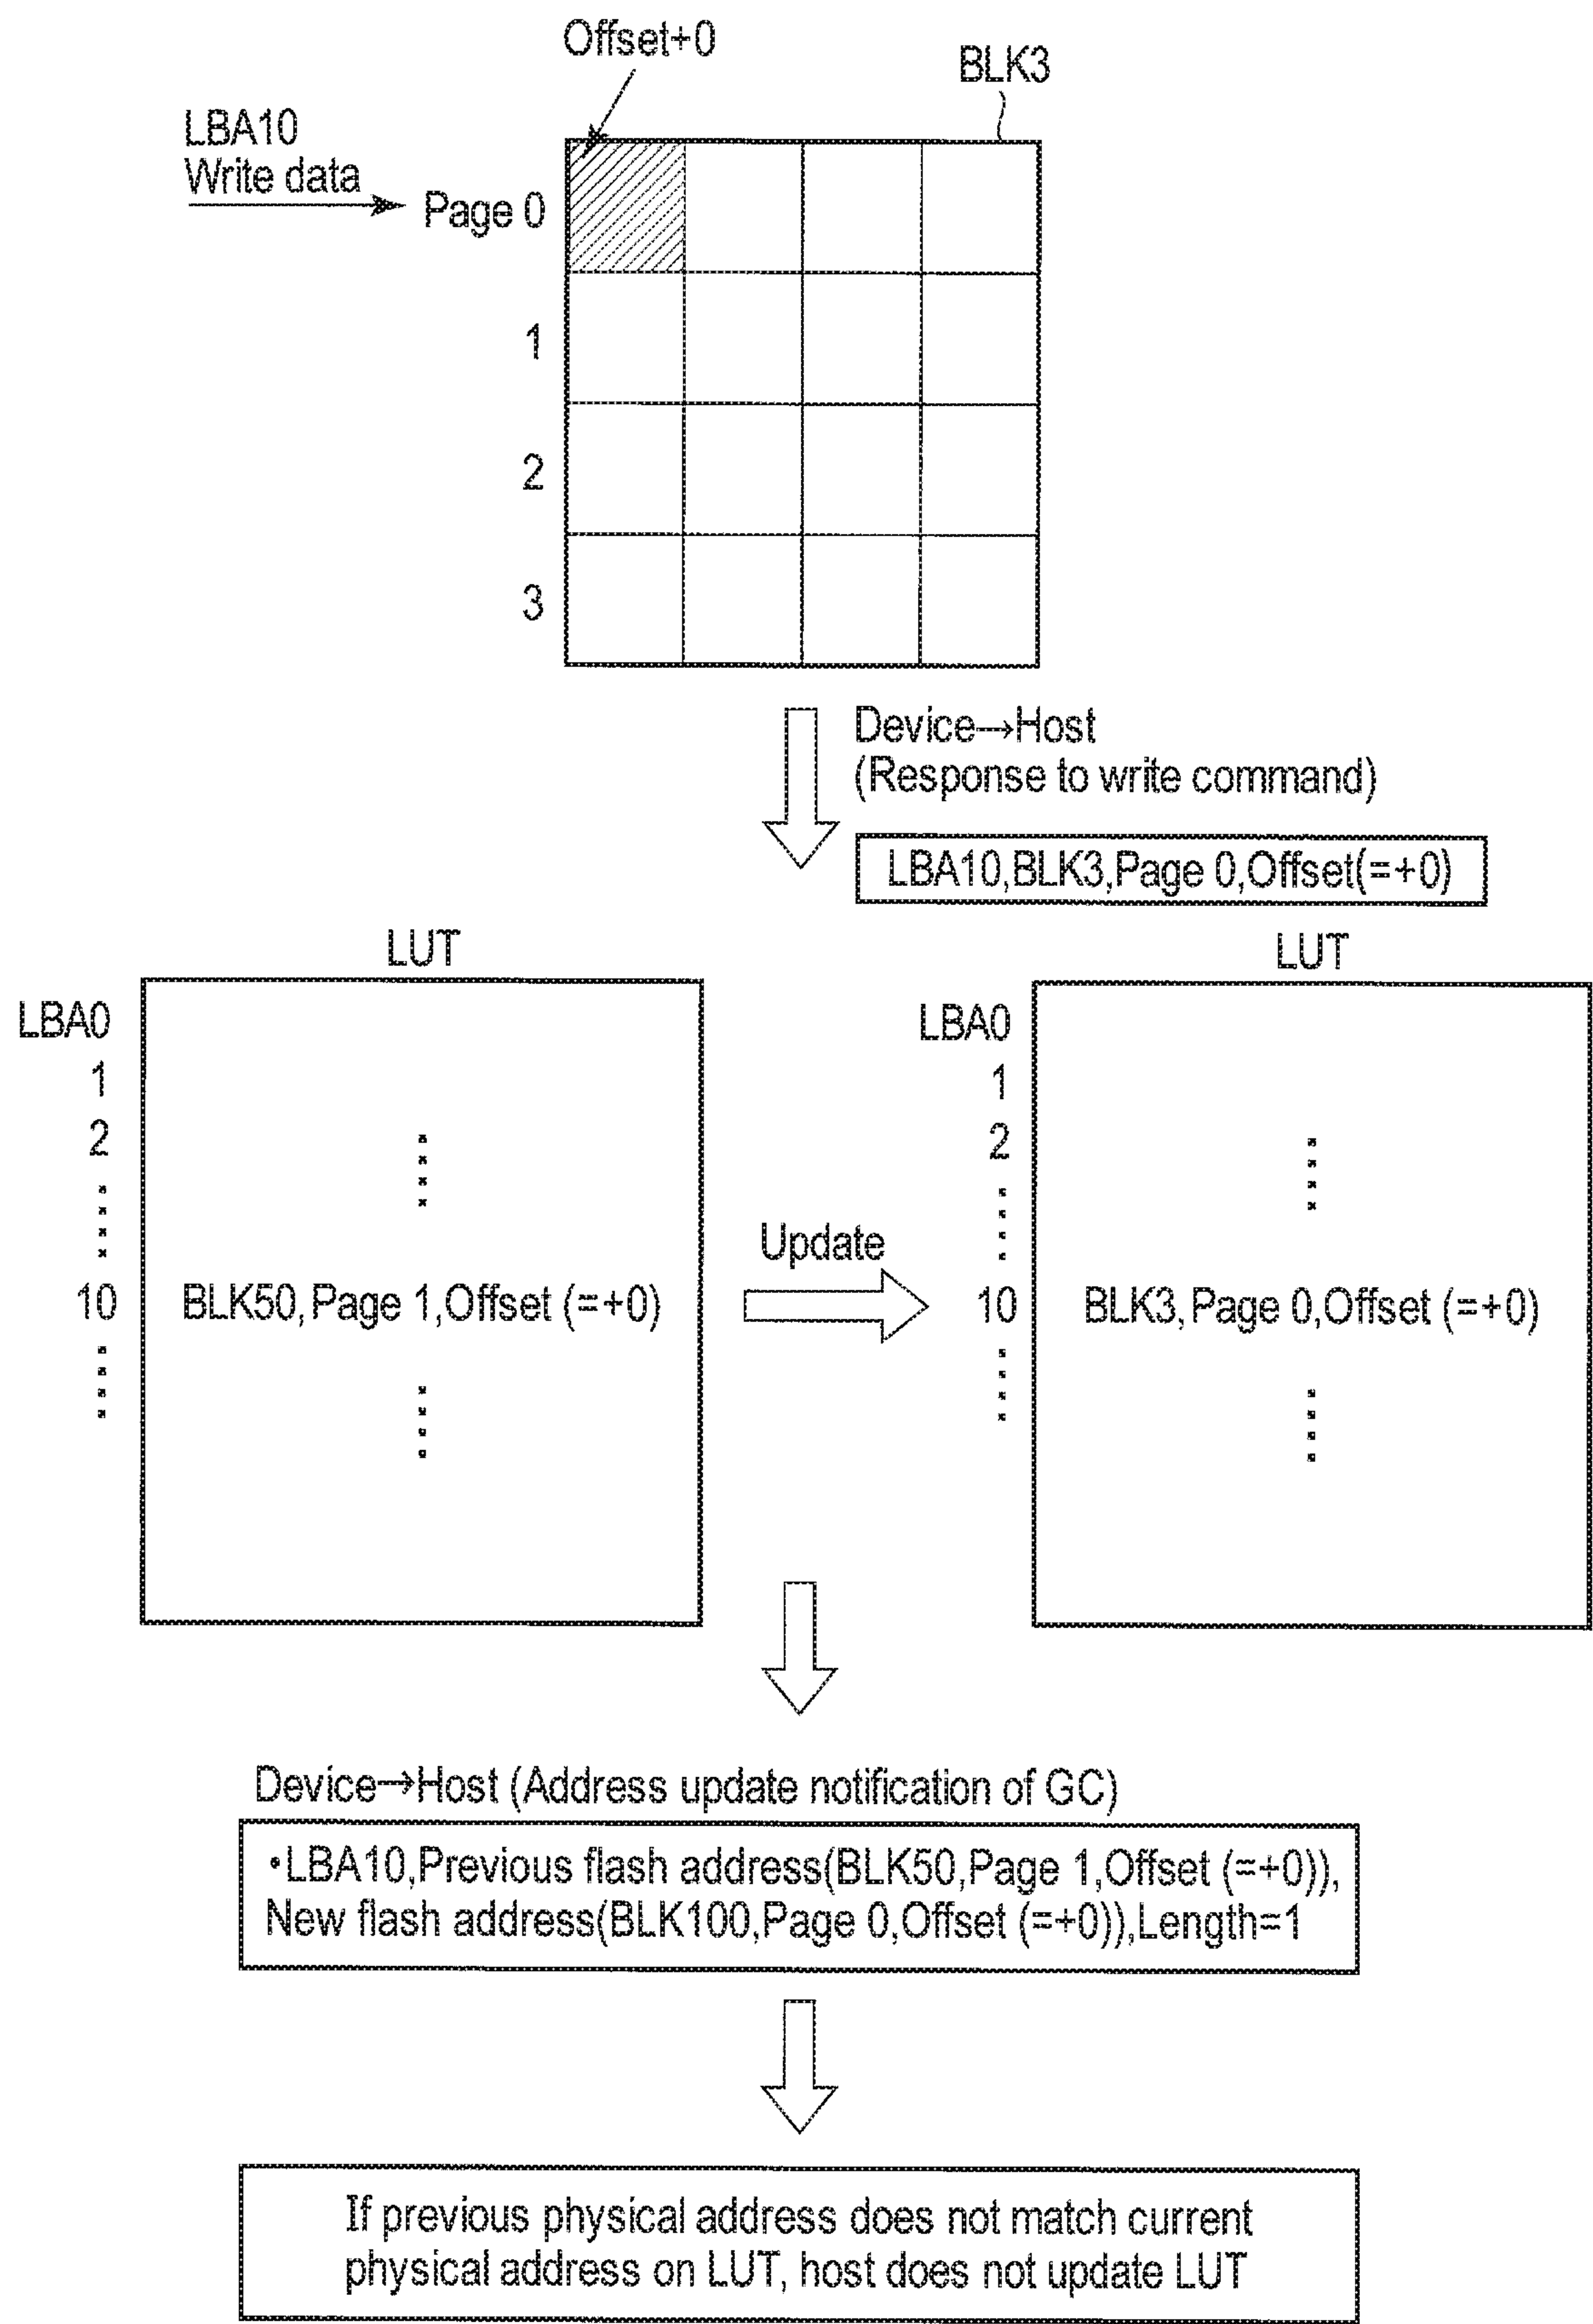 Offset+0
BLK3
LBA10
Write data
Page 0
1
2
3
Device→Host
(Response to write command)
LBA10,BLK3,Page 0,Offset(=+0)
LUT
LBA0
1
2
10
BLK50,Page 1,Offset (=+0)
Update
LUT
LBA0
1
2
10
BLK3,Page 0,Offset (=+0)
Device→Host (Address update notification of GC)
•LBA10,Previous flash address(BLK50,Page 1,Offset (=+0)),
New flash address(BLK100,Page 0,Offset (=+0)),Length=1
If previous physical address does not match current
physical address on LUT, host does not update LUT